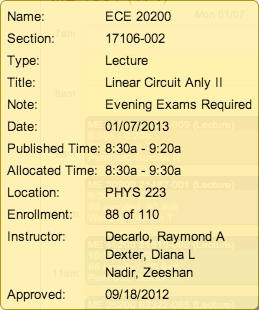 Name: ECE 20200
Section: 17106-002
Type: Lecture
Title: Linear Circuit Anly II
Note: Evening Exams Required
Date: 01/07/2013
Published Time: 8:30a - 9:20a
Allocated Time: 8:30a - 9:30a
Location: PHYS 223
Enrollment: 88 of 110
Instructor: Decarlo, Raymond A
Dexter, Diana L
Nadir, Zeeshan
Approved: 09/18/2012